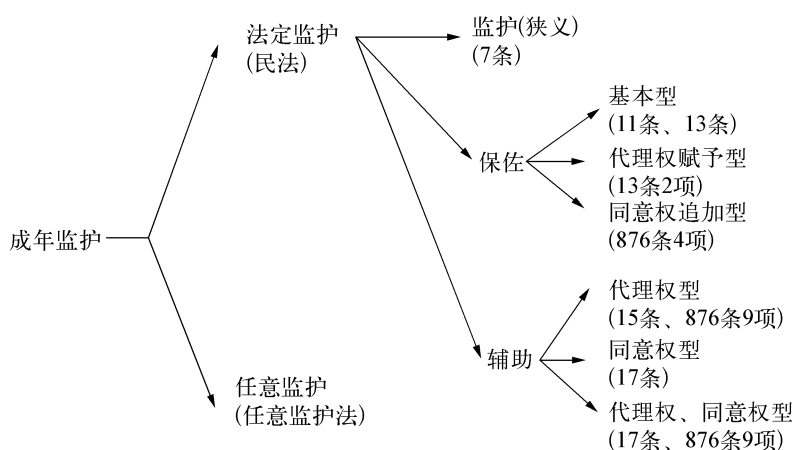 成年监护
法定监护
(民法)
监护(狭义)
(7条)
保佐
基本型
(11条、13条)
代理权赋予型
(13条2项)
同意权追加型
(876条4项)
辅助
代理权型
(15条、876条9项)
同意权型
(17条)
代理权、同意权型
(17条、876条9项)
任意监护
(任意监护法)